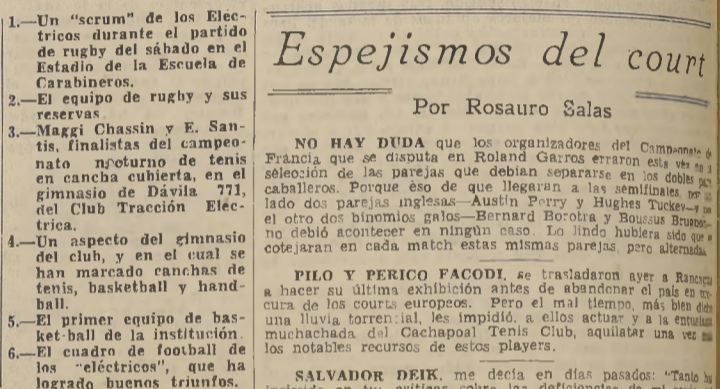 1.—Un "scrum" de los Eléc-
tricos durante el partido
de rugby del sábado en el
Estadio de la Escuela de
Carabineros.
2.—El equipo de rugby y sus
reservas
3.—Maggi Chassin y E. San-
tis, finalistas del campeo-
nato nocturno de tenis
en cancha cubierta, en el
gimnasio de Dávila 771,
del Club Tracción Eléc-
trica.
4.—Un aspecto del gimnasio
del club, y en el cual se
han marcado canchas de
tenis, basketball y hand-
ball.
5.—El primer equipo de bas-
ket-ball de la institución.
6.—El cuadro de football de
los "eléctricos", que ha
logrado buenos triunfos.
Espejismos del court
Por Rosauro Salas
NO HAY DUDA que los organizadores del Campeonato de
Francia que se disputa en Roland Garros erraron esta vez en la
selección de las parejas que debían separarse en los dobles para
caballeros. Porque éso de que llegaran a las semifinales, por un
lado dos parejas inglesas—Austin Perry y Hughes Tuckey—y por
el otro dos binomios galos—Bernard Borotra y Boussus Brugnon—
no debió acontecer en ningún caso. Lo lindo hubiera sido que se
cotejaran en cada match estas mismas parejas, pero alternadas.
PILO Y PERICO FACODI, se trasladaron ayer a Rancagua
a hacer su última exhibición antes de abandonar el país en
cura de los courts europeos. Pero el mal tiempo, más bien dicho
una lluvia torrencial, les impidió, a ellos actuar y a la entusiasta
muchachada del Cachapoal Tenis Club, aquilatar una vez más
los notables recursos de estos players.
SALVADOR DEIK, me decía en días pasados: "Tanto